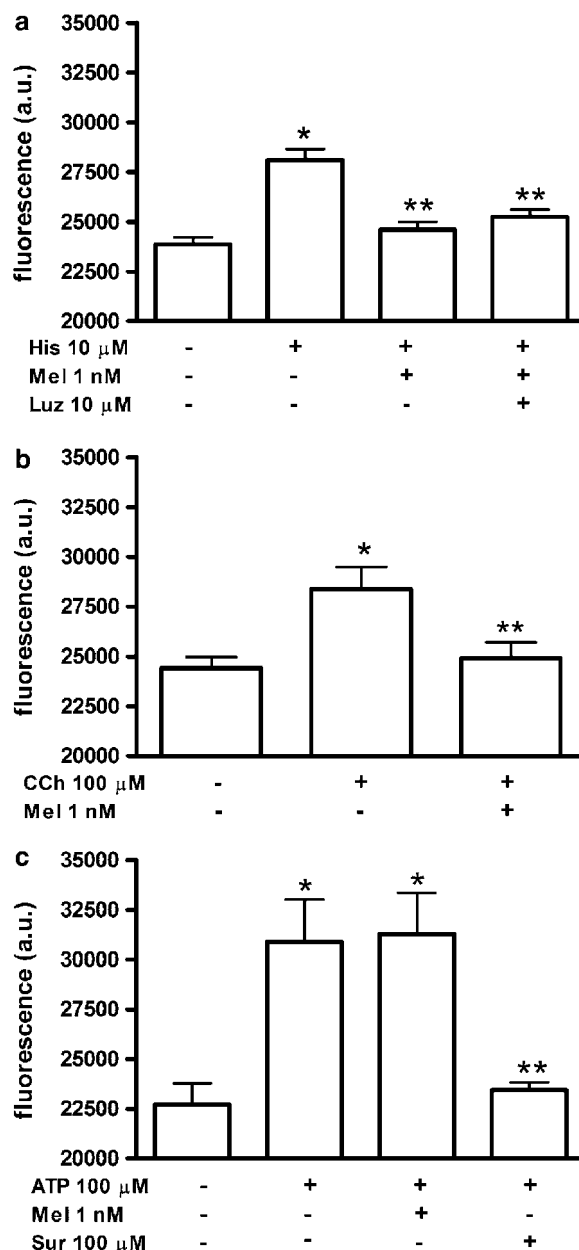 a
fluorescence (a.u.)
35000
32500
30000
27500
25000
22500
20000
*
**
**
His 10 μM - + + +
Mel 1 nM - - + +
Luz 10 μM - - - +
b
fluorescence (a.u.)
35000
32500
30000
27500
25000
22500
20000
*
**
CCh 100 μM - + +
Mel 1 nM - - +
c
fluorescence (a.u.)
35000
32500
30000
27500
25000
22500
20000
*
*
**
ATP 100 μM - + + +
Mel 1 nM - - + -
Sur 100 μM - - - +